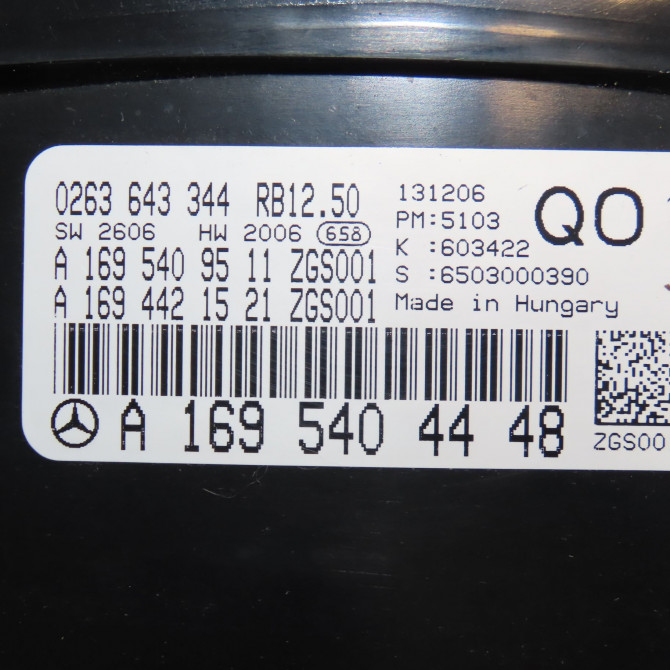 0263 643 344 RB12.50
SW 2606 HW 2006 658
A 169 540 95 11 ZGS001
A 169 442 15 21 ZGS001
131206
PM:5103
K :603422
S :6503000390
Made in Hungary
QO
A 169 540 44 48
ZGS00